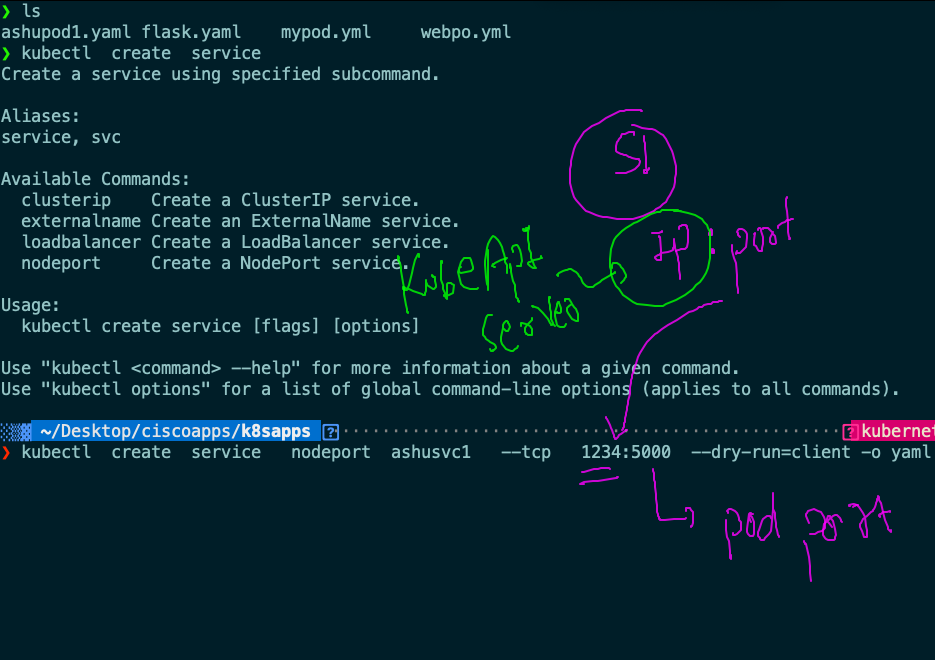 ❯ ls
ashupod1.yaml flask.yaml    mypod.yml     webpo.yml
❯ kubectl  create  service
Create a service using specified subcommand.
Aliases:
service, svc
Available Commands:
  clusterip    Create a ClusterIP service.
  externalname Create an ExternalName service.
  loadbalancer Create a LoadBalancer service.
  nodeport     Create a NodePort service.
Usage:
  kubectl create service [flags] [options]
Use "kubectl <command> --help" for more information about a given command.
Use "kubectl options" for a list of global command-line options (applies to all commands).
~/Desktop/ciscoapps/k8sapps ? ? kubernet
❯ kubectl  create  service   nodeport  ashusvc1   --tcp   1234:5000  --dry-run=client -o yaml
S1
IP : port
Kube
pod port